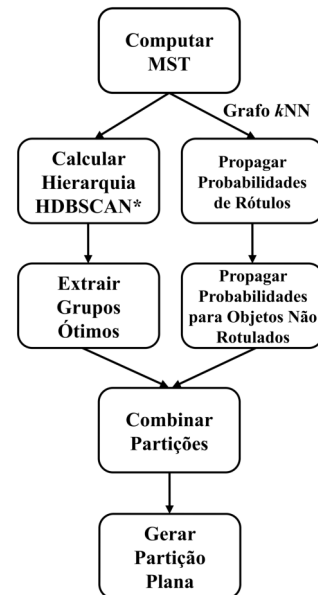 Computar
MST
Grafo kNN
Calcular
Hierarquia
HDBSCAN*
Propagar
Probabilidades
de Rótulos
Extrair
Grupos
Ótimos
Propagar
Probabilidades
para Objetos Não
Rotulados
Combinar
Partições
Gerar
Partição
Plana